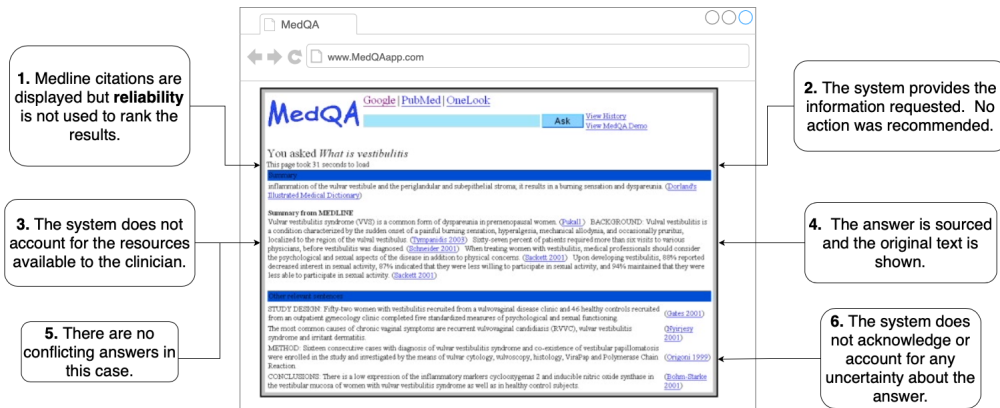 MedQA
www.MedQAapp.com
1. Medline citations are
displayed but reliability
is not used to rank the
results.
2. The system provides the
information requested. No
action was recommended.
MedQA
Google | PubMed | OneLook
Ask
View History
View MedQA Demo
You asked What is vestibulitis
This page took 31 seconds to load
Summary
inflammation of the vulvar vestibule and the periglandular and subepithelial stroma, it results in a burning sensation and dyspareunia. (Dorland's
Illustrated Medical Dictionary)
3. The system does not
account for the resources
available to the clinician.
Summary from MEDLINE
Vulvar vestibulitis syndrome (VVS) is a common form of dyspareunia in premenopausal women. (Pukall ) BACKGROUND: Vulval vestibulitis is
a condition characterized by the sudden onset of a painful burning sensation, hyperalgesia, mechanical allodynia, and occasionally pruritus,
localized to the region of the vulval vestibulus. (Tympanidis 2003) Sixty-seven percent of patients required more than six visits to various
physicians, before vestibulitis was diagnosed. (Schneider 2001) When treating women with vestibulitis, medical professionals should consider
the psychological and sexual aspects of the disease in addition to physical concerns. (Sackett 2001) Upon developing vestibulitis, 88% reported
decreased interest in sexual activity, 87% indicated that they were less willing to participate in sexual activity, and 94% maintained that they were
less able to participate in sexual activity. (Sackett 2001)
4. The answer is sourced
and the original text is
shown.
Other relevant sentences
STUDY DESIGN: Fifty-two women with vestibulitis recruited from a vulvovaginal disease clinic and 46 healthy controls recruited
from an outpatient gynecology clinic completed five standardized measures of psychological and sexual functioning.
(Gates 2001)
The most common causes of chronic vaginal symptoms are recurrent vulvovaginal candidiasis (RVVC), vulvar vestibulitis
syndrome and irritant dermatitis.
(Nyirjesy
2001)
METHOD: Sixteen consecutive cases with diagnosis of vulvar vestibulitis syndrome and co-existence of vestibular papillomatosis
were enrolled in the study and investigated by the means of vulvar cytology, vulvoscopy, histology, ViraPap and Polymerase Chain
Reaction.
(Origoni 1999)
CONCLUSIONS: There is a low expression of the inflammatory markers cyclooxygenas 2 and inducible nitric oxide synthase in
the vestibular mucosa of women with vulvar vestibulitis syndrome as well as in healthy control subjects.
(Bohm-Starke
2001)
5. There are no
conflicting answers in
this case.
6. The system does
not acknowledge or
account for any
uncertainty about the
answer.